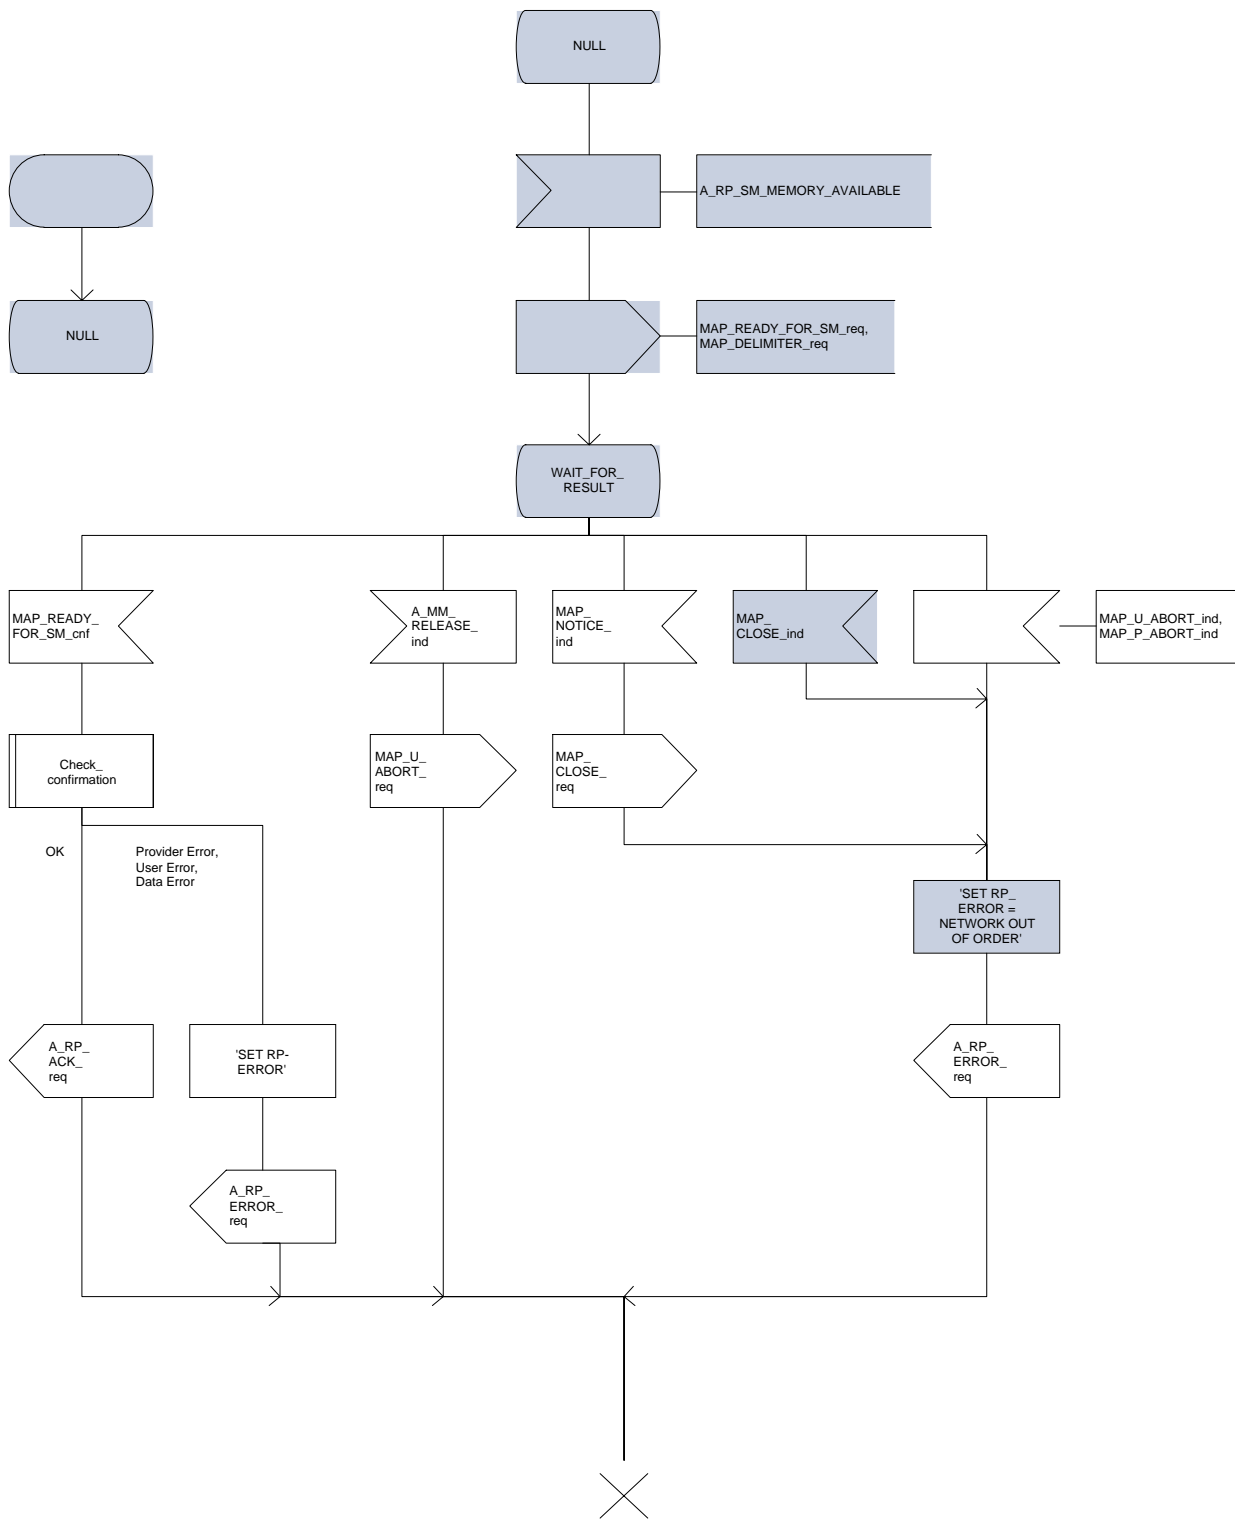 NULL
A_RP_SM_MEMORY_AVAILABLE
NULL
MAP_READY_FOR_SM_req,
MAP_DELIMITER_req
WAIT_FOR_
RESULT
MAP_READY_
FOR_SM_cnf
A_MM_
RELEASE_
ind
MAP_
NOTICE_
ind
MAP_
CLOSE_ind
MAP_U_ABORT_ind,
MAP_P_ABORT_ind
Check_
confirmation
MAP_U_
ABORT_
req
MAP_
CLOSE_
req
OK
Provider Error,
User Error,
Data Error
'SET RP_
ERROR =
NETWORK OUT
OF ORDER'
A_RP_
ACK_
req
'SET RP-
ERROR'
A_RP_
ERROR_
req
A_RP_
ERROR_
req